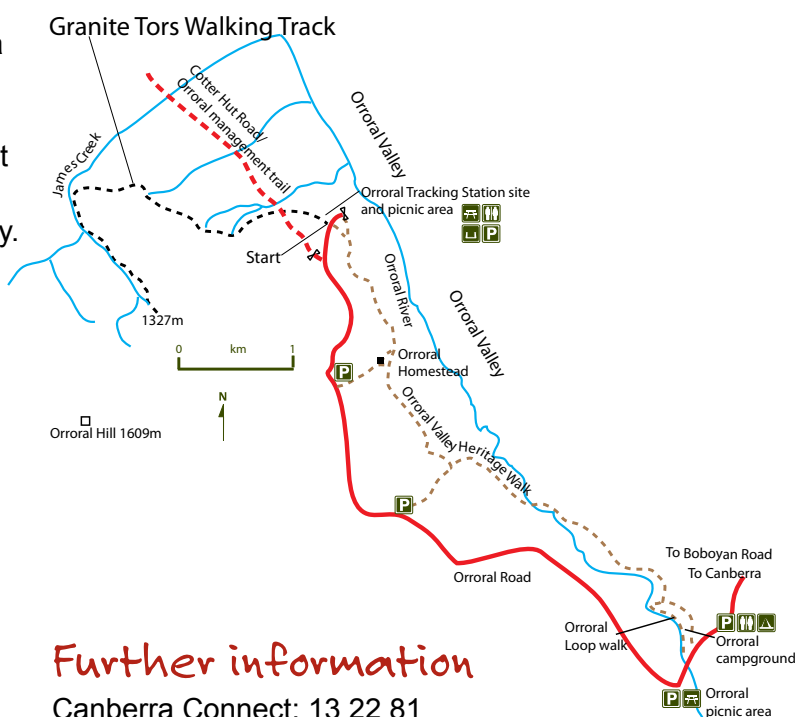 Granite Tors Walking Track
a
t
y.
Cotter Hut Road/
Orroral management trail
Orroral Valley
James Creek
Orroral Tracking Station site
and picnic area
P
Start
Orroral River
Orroral Valley
1327m
0 km 1
P
Orroral
Homestead
N
Orroral Hill 1609m
Orroral Valley Heritage Walk
P
To Boboyan Road
To Canberra
Orroral Road
Orroral
Loop walk
P
Orroral
campground
P
Orroral
picnic area
Further information
Canberra Connect: 13 22 81